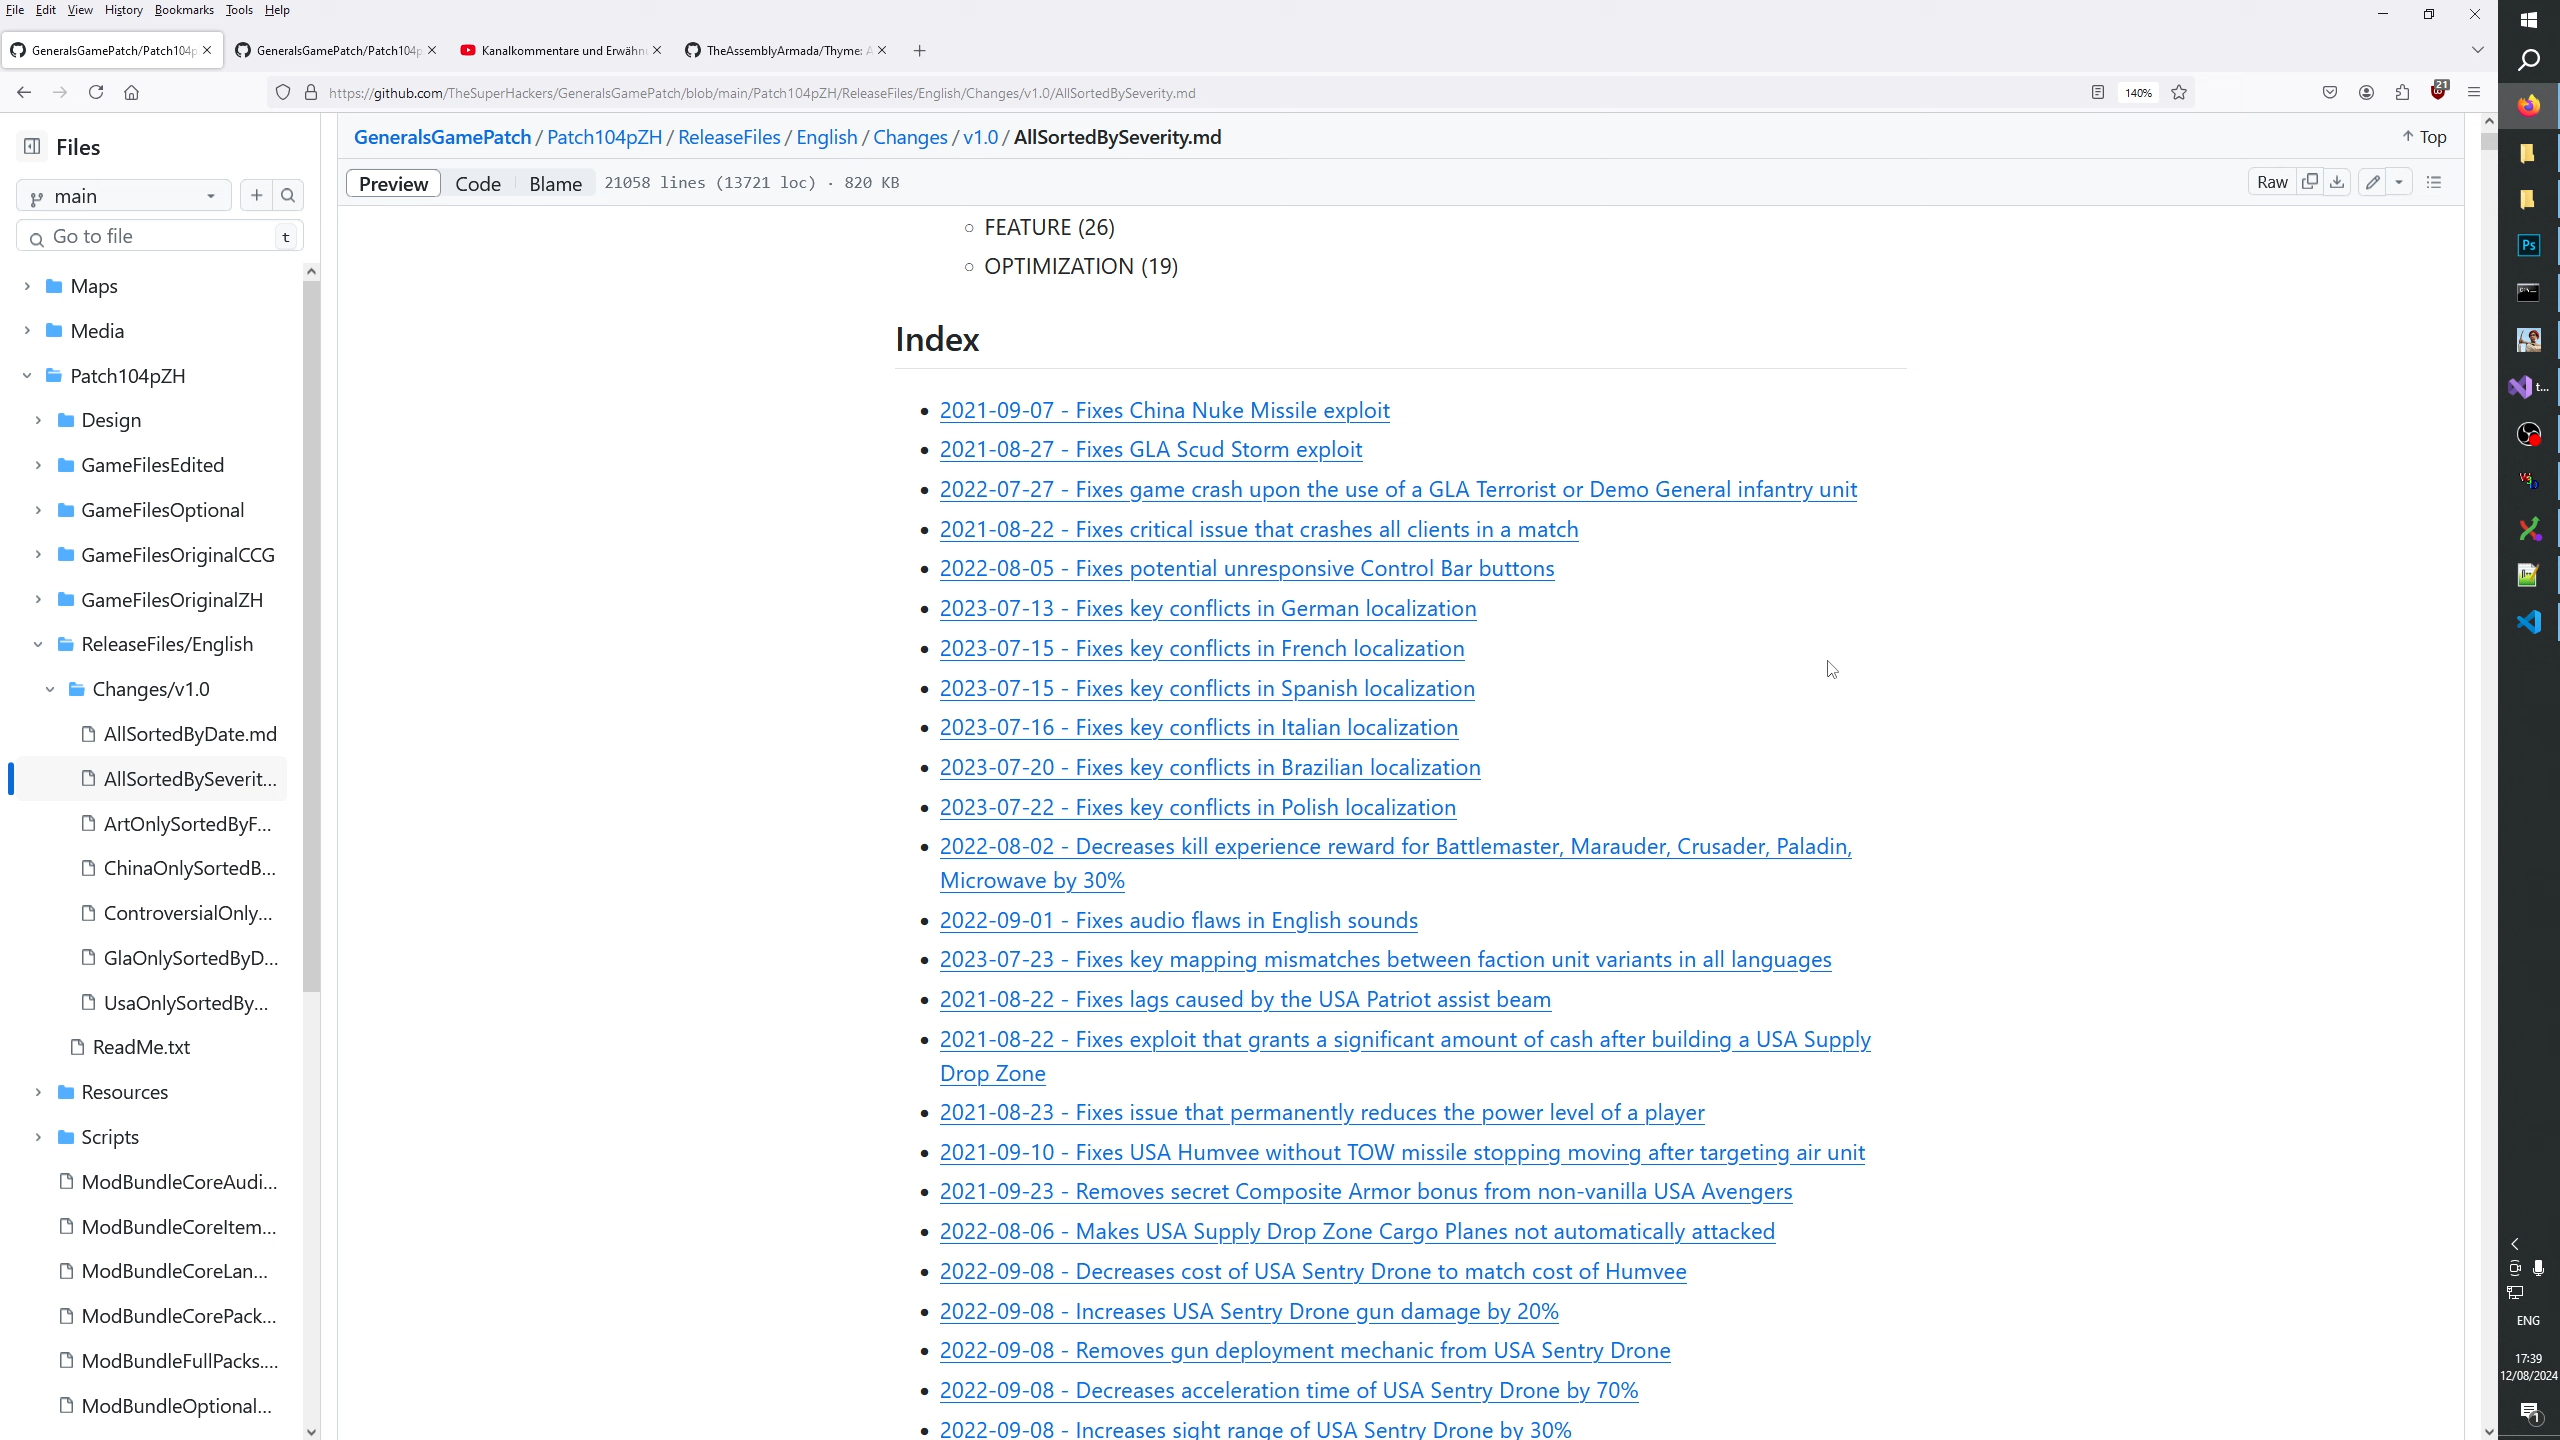 File Edit View History Bookmarks Tools Help
GeneralsGamePatch/Patch104p
GeneralsGamePatch/Patch104p
Kanalkommentare und Erwähn
TheAssemblyArmada/Thyme: A
https://github.com/TheSuperHackers/GeneralsGamePatch/blob/main/Patch104pZH/ReleaseFiles/English/Changes/v1.0/AllSortedBySeverity.md
140%
21
Files
GeneralsGamePatch / Patch104pZH / ReleaseFiles / English / Changes / v1.0 / AllSortedBySeverity.md
Top
Preview Code Blame 21058 lines (13721 loc) · 820 KB
Raw
main
Go to file
t
Maps
Media
Patch104pZH
Design
GameFilesEdited
GameFilesOptional
GameFilesOriginalCCG
GameFilesOriginalZH
ReleaseFiles/English
Changes/v1.0
AllSortedByDate.md
AllSortedBySeverit...
ArtOnlySortedByF...
ChinaOnlySortedB...
ControversialOnly...
GlaOnlySortedByD...
UsaOnlySortedBy...
ReadMe.txt
Resources
Scripts
ModBundleCoreAudi...
ModBundleCoreItem...
ModBundleCoreLan...
ModBundleCorePack...
ModBundleFullPacks....
ModBundleOptional...
FEATURE (26)
OPTIMIZATION (19)
Index
2021-09-07 - Fixes China Nuke Missile exploit
2021-08-27 - Fixes GLA Scud Storm exploit
2022-07-27 - Fixes game crash upon the use of a GLA Terrorist or Demo General infantry unit
2021-08-22 - Fixes critical issue that crashes all clients in a match
2022-08-05 - Fixes potential unresponsive Control Bar buttons
2023-07-13 - Fixes key conflicts in German localization
2023-07-15 - Fixes key conflicts in French localization
2023-07-15 - Fixes key conflicts in Spanish localization
2023-07-16 - Fixes key conflicts in Italian localization
2023-07-20 - Fixes key conflicts in Brazilian localization
2023-07-22 - Fixes key conflicts in Polish localization
2022-08-02 - Decreases kill experience reward for Battlemaster, Marauder, Crusader, Paladin,
Microwave by 30%
2022-09-01 - Fixes audio flaws in English sounds
2023-07-23 - Fixes key mapping mismatches between faction unit variants in all languages
2021-08-22 - Fixes lags caused by the USA Patriot assist beam
2021-08-22 - Fixes exploit that grants a significant amount of cash after building a USA Supply
Drop Zone
2021-08-23 - Fixes issue that permanently reduces the power level of a player
2021-09-10 - Fixes USA Humvee without TOW missile stopping moving after targeting air unit
2021-09-23 - Removes secret Composite Armor bonus from non-vanilla USA Avengers
2022-08-06 - Makes USA Supply Drop Zone Cargo Planes not automatically attacked
2022-09-08 - Decreases cost of USA Sentry Drone to match cost of Humvee
2022-09-08 - Increases USA Sentry Drone gun damage by 20%
2022-09-08 - Removes gun deployment mechanic from USA Sentry Drone
2022-09-08 - Decreases acceleration time of USA Sentry Drone by 70%
2022-09-08 - Increases sight range of USA Sentry Drone by 30%
Ps
t...
ENG
17:39
12/08/2024
1